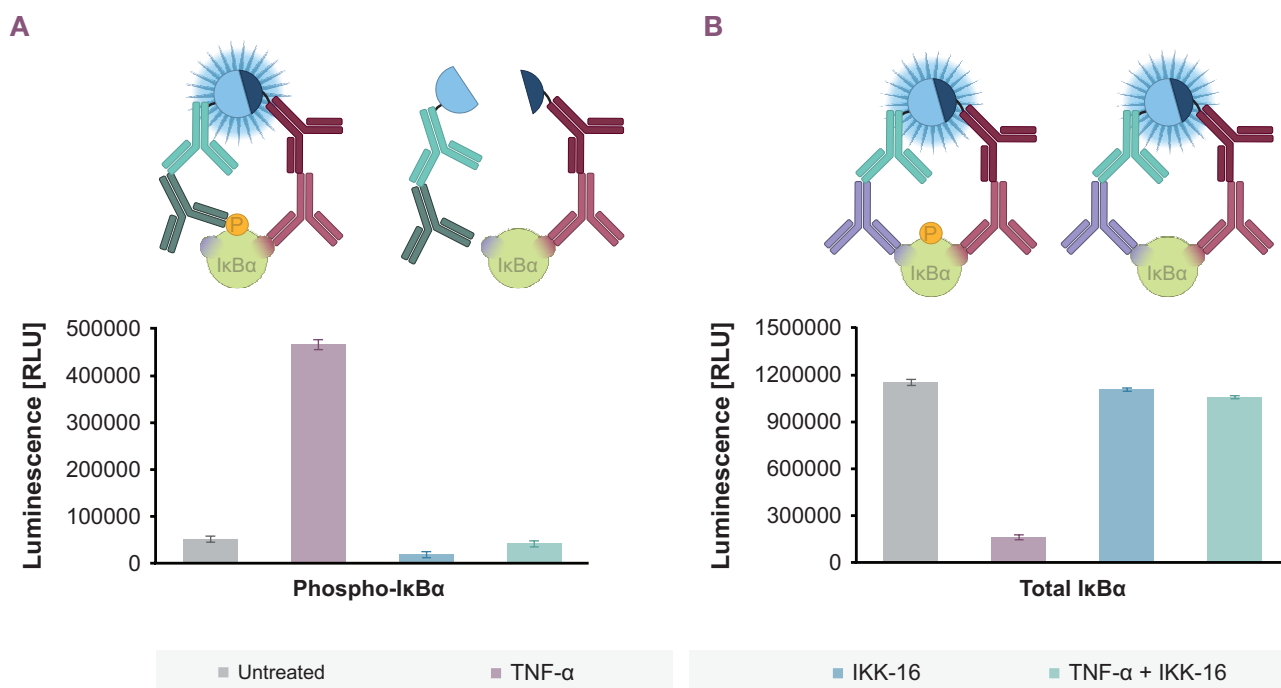 A
P
IκBα
IκBα
Luminescence [RLU]
500000
400000
300000
200000
100000
0
Phospho-IκBα
B
P
IκBα
IκBα
Luminescence [RLU]
1500000
1200000
900000
600000
300000
0
Total IκBα
Untreated
TNF-α
IKK-16
TNF-α + IKK-16